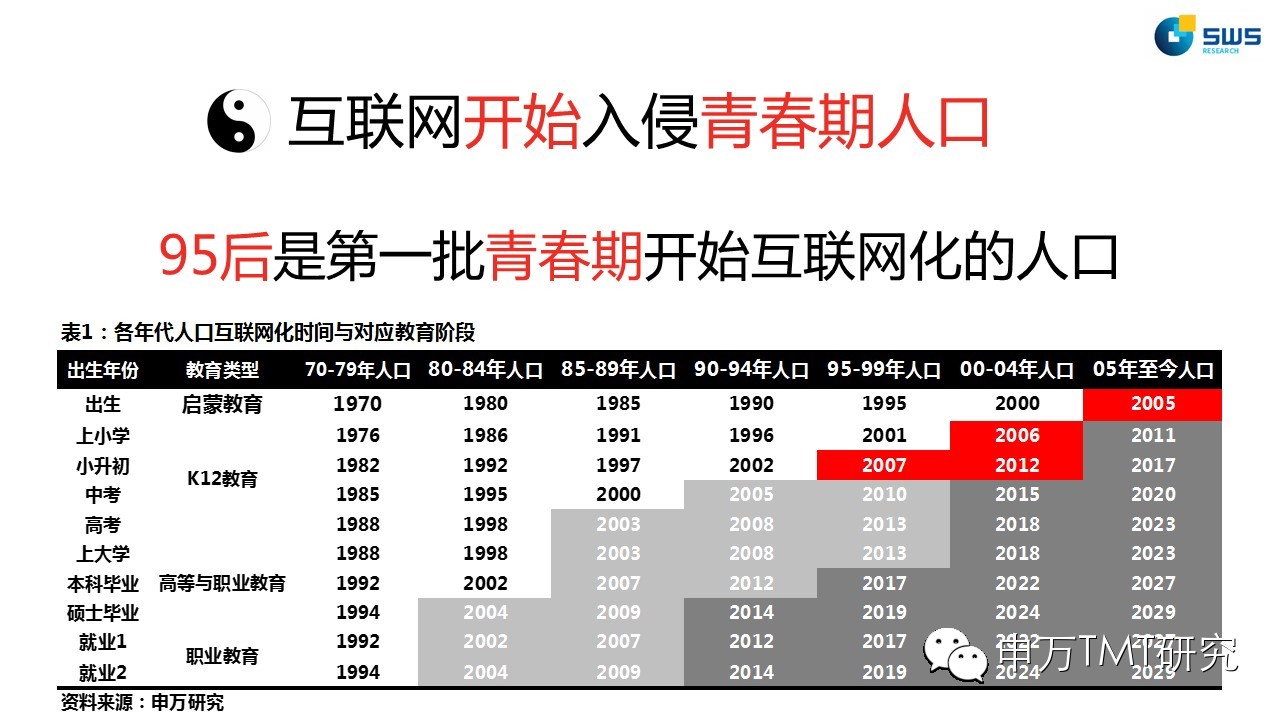 SWS
RESEARCH
互联网开始入侵青春期人口
95后是第一批青春期开始互联网化的人口
表1：各年代人口互联网化时间与对应教育阶段
出生年份 教育类型 70-79年人口 80-84年人口 85-89年人口 90-94年人口 95-99年人口 00-04年人口 05年至今人口
出生 启蒙教育 1970 1980 1985 1990 1995 2000 2005
上小学 1976 1986 1991 1996 2001 2006 2011
小升初 1982 1992 1997 2002 2007 2012 2017
K12教育
中考 1985 1995 2000 2005 2010 2015 2020
高考 1988 1998 2003 2008 2013 2018 2023
上大学 1988 1998 2003 2008 2013 2018 2023
本科毕业 高等与职业教育 1992 2002 2007 2012 2017 2022 2027
硕士毕业 1994 2004 2009 2014 2019 2024 2029
就业1 1992 2002 2007 2012 2017 2022 2027
职业教育
就业2 1994 2004 2009 2014 2019 2024 2029
申万TMT研究
资料来源：申万研究